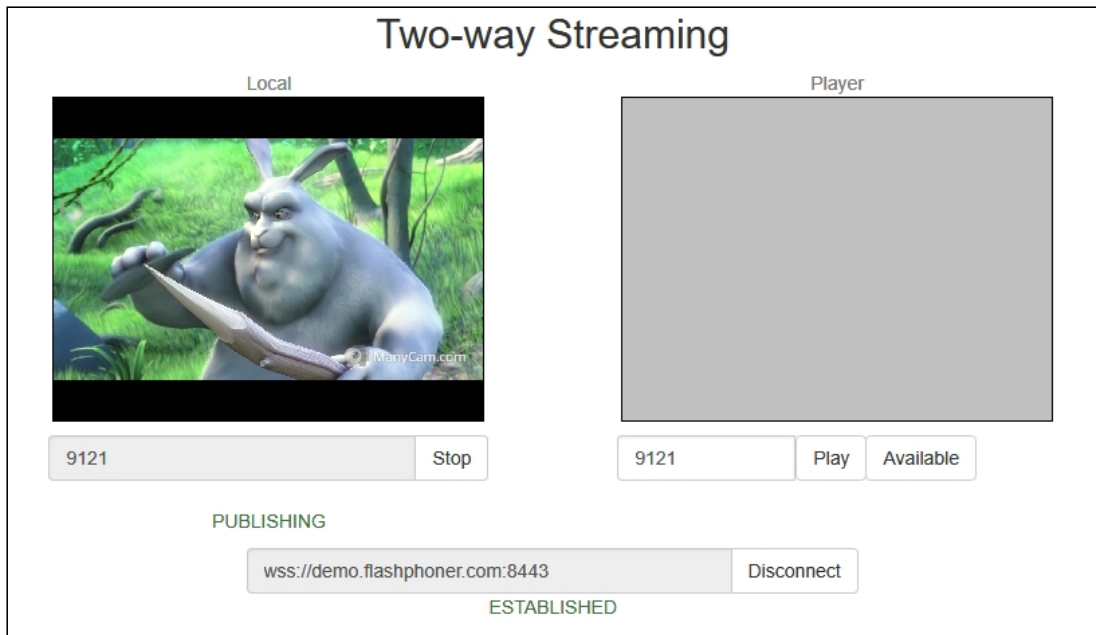 Two-way Streaming
Local
Player
ManyCam.com
9121
Stop
9121
Play
Available
PUBLISHING
wss://demo.flashphoner.com:8443
Disconnect
ESTABLISHED